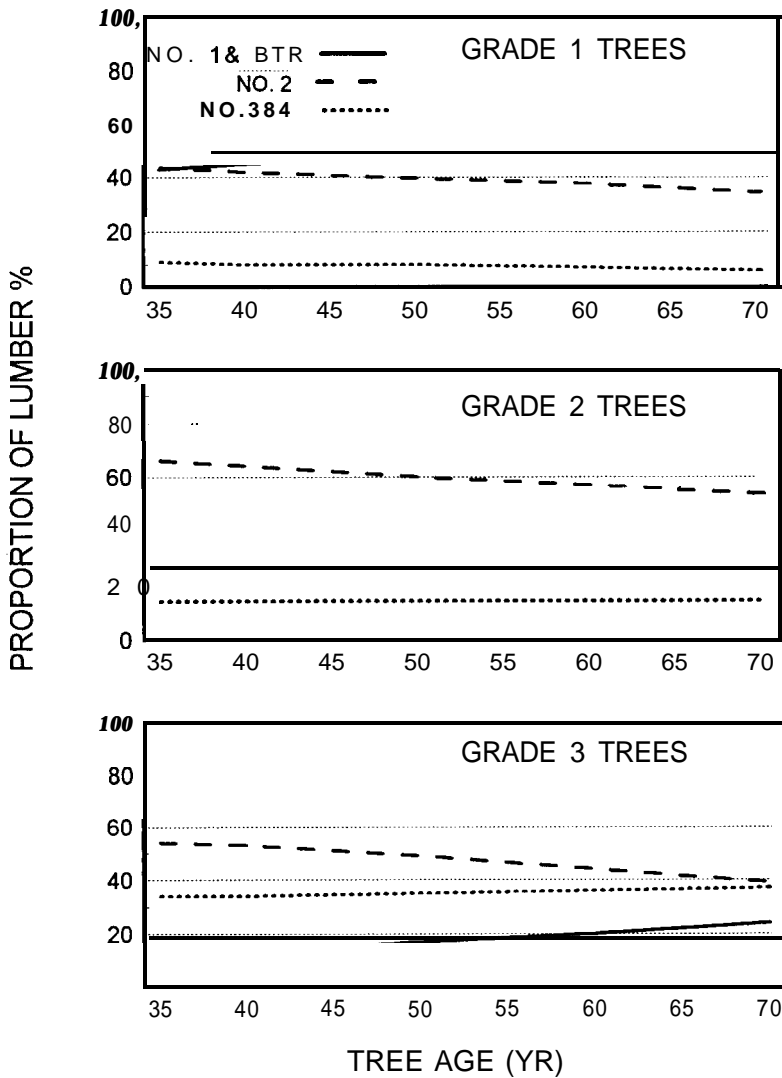 PROPORTION OF LUMBER %
100,
80
60
40
20
0
NO. 1& BTR
NO. 2
NO.384
GRADE 1 TREES
35 40 45 50 55 60 65 70
100,
80
60
40
2 0
0
GRADE 2 TREES
35 40 45 50 55 60 65 70
100
80
60
40
20
GRADE 3 TREES
35 40 45 50 55 60 65 70
TREE AGE (YR)